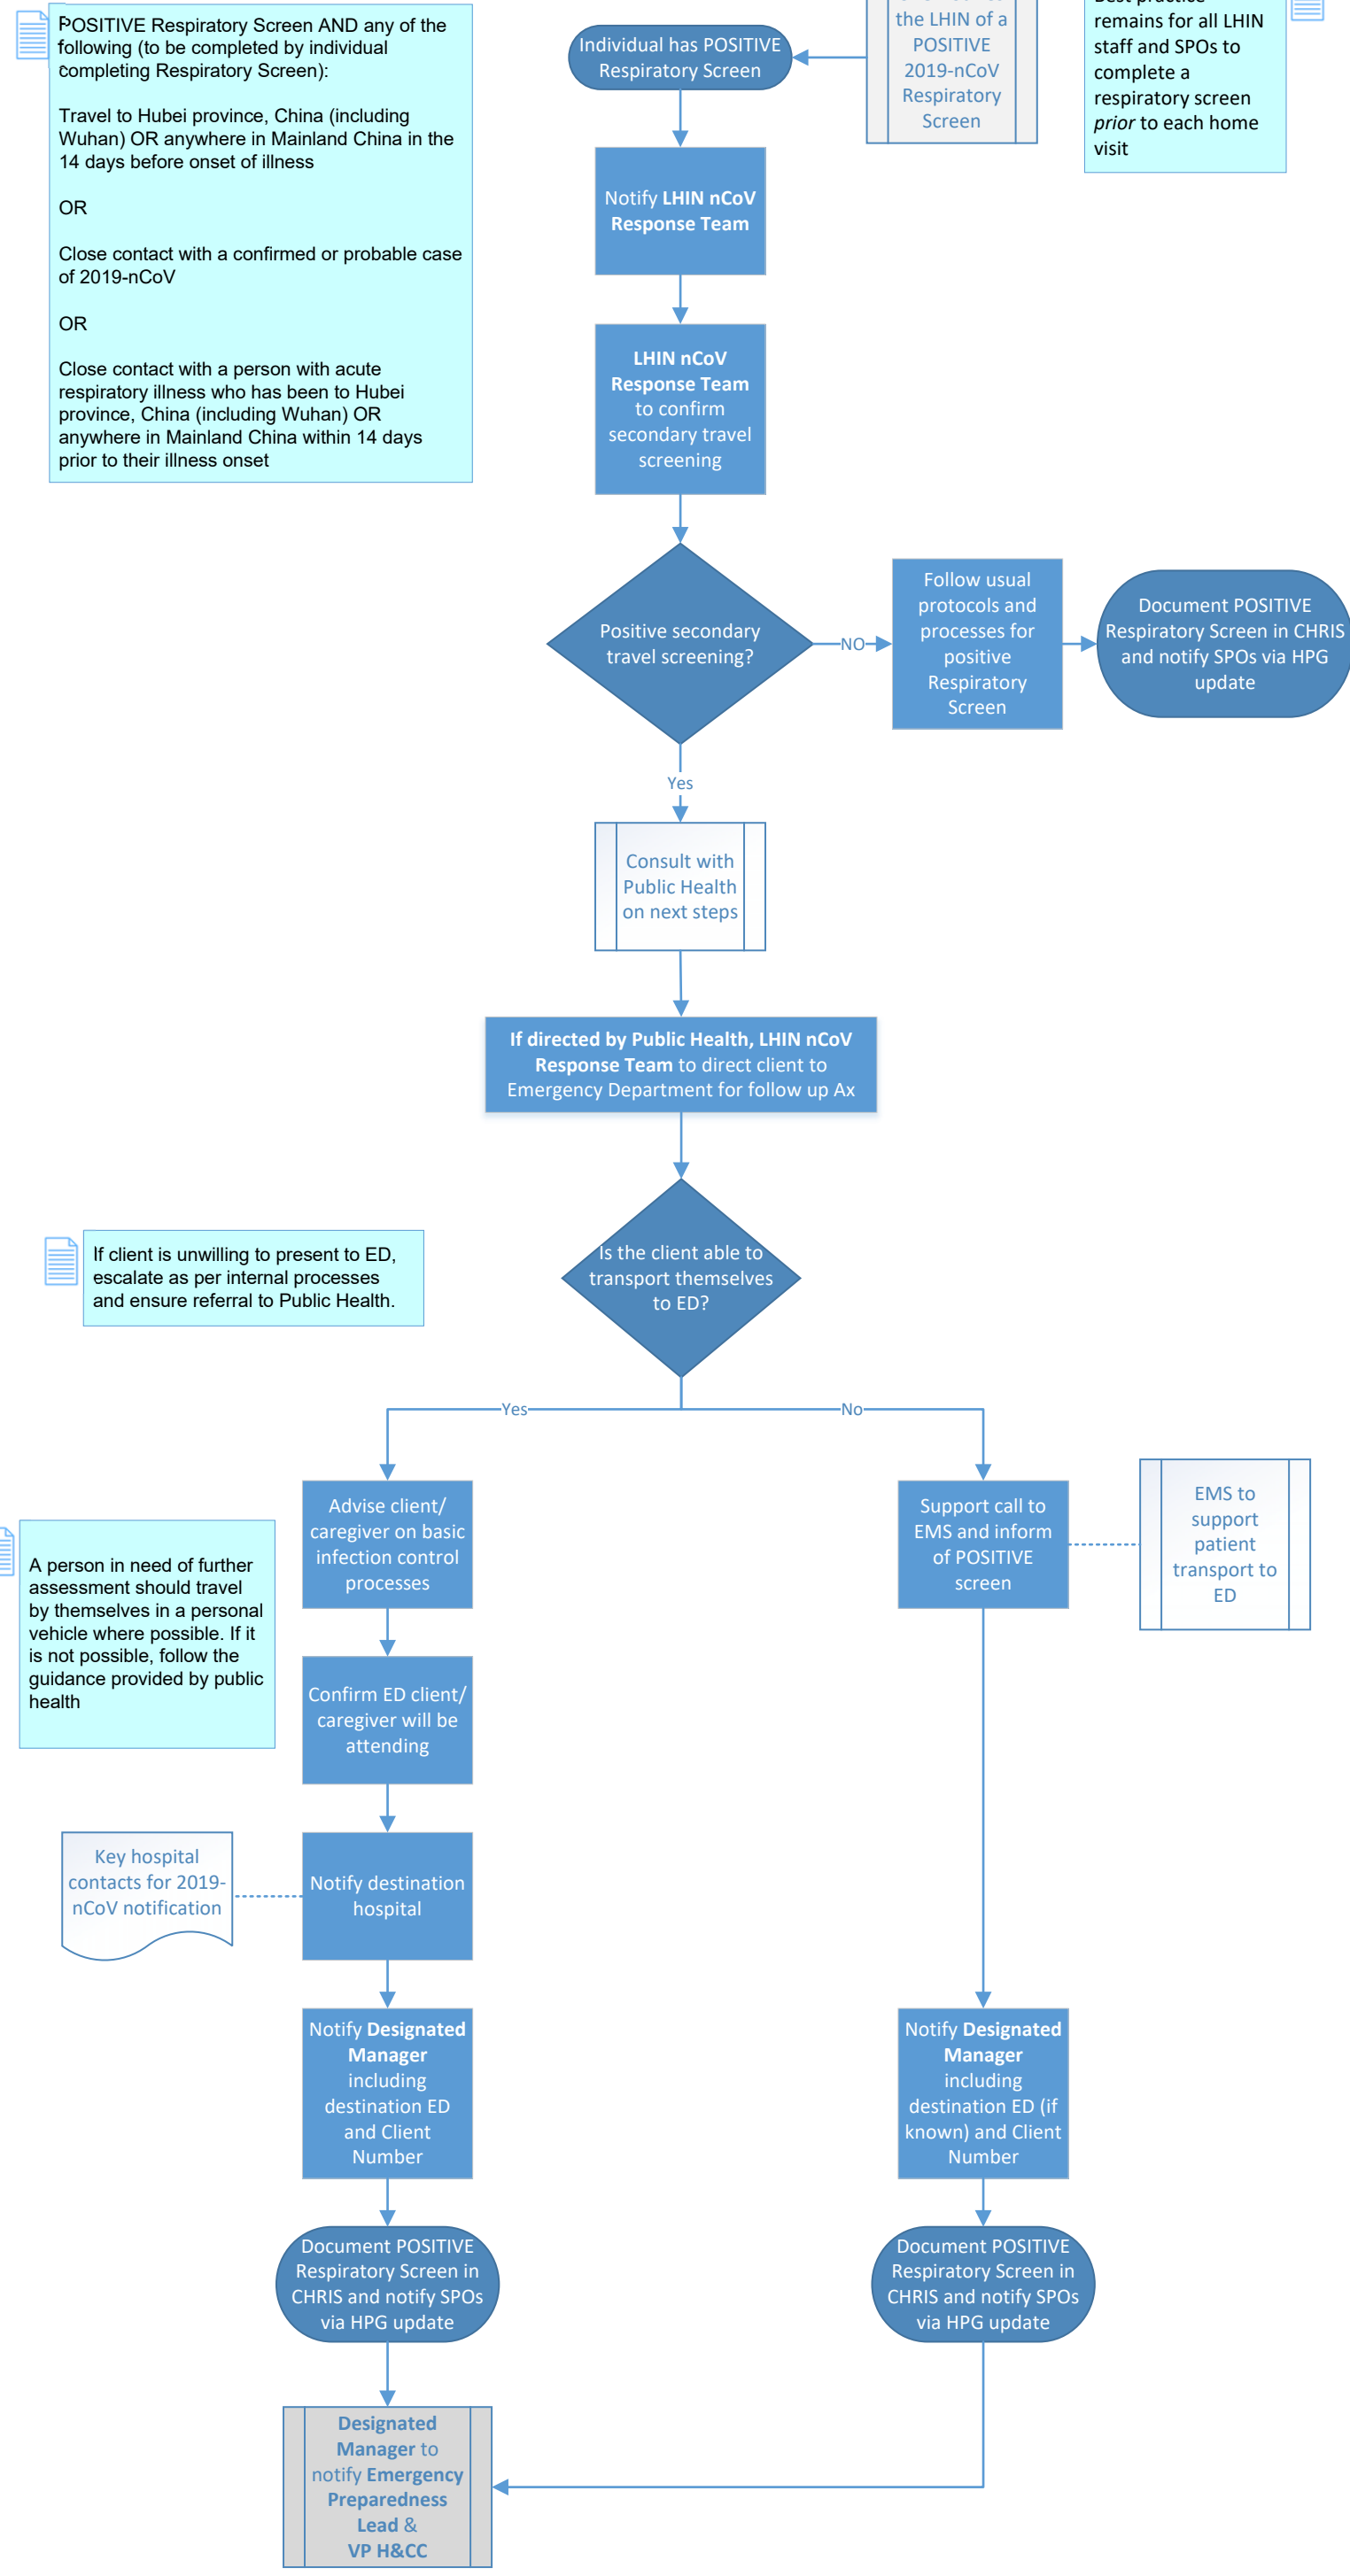 POSITIVE Respiratory Screen AND any of the
following (to be completed by individual
completing Respiratory Screen):
Travel to Hubei province, China (including
Wuhan) OR anywhere in Mainland China in the
14 days before onset of illness
OR
Close contact with a confirmed or probable case
of 2019-nCoV
OR
Close contact with a person with acute
respiratory illness who has been to Hubei
province, China (including Wuhan) OR
anywhere in Mainland China within 14 days
prior to their illness onset
Individual has POSITIVE
Respiratory Screen
the LHIN of a
POSITIVE
2019-nCoV
Respiratory
Screen
Best practice
remains for all LHIN
staff and SPOs to
complete a
respiratory screen
prior to each home
visit
Notify LHIN nCoV
Response Team
LHIN nCoV
Response Team
to confirm
secondary travel
screening
Positive secondary
travel screening?
NO
Follow usual
protocols and
processes for
positive
Respiratory
Screen
Document POSITIVE
Respiratory Screen in CHRIS
and notify SPOs via HPG
update
Yes
Consult with
Public Health
on next steps
If directed by Public Health, LHIN nCoV
Response Team to direct client to
Emergency Department for follow up Ax
If client is unwilling to present to ED,
escalate as per internal processes
and ensure referral to Public Health.
Is the client able to
transport themselves
to ED?
Yes
No
Advise client/
caregiver on basic
infection control
processes
Support call to
EMS and inform
of POSITIVE
screen
EMS to
support
patient
transport to
ED
A person in need of further
assessment should travel
by themselves in a personal
vehicle where possible. If it
is not possible, follow the
guidance provided by public
health
Confirm ED client/
caregiver will be
attending
Key hospital
contacts for 2019-
nCoV notification
Notify destination
hospital
Notify Designated
Manager
including
destination ED
and Client
Number
Notify Designated
Manager
including
destination ED (if
known) and Client
Number
Document POSITIVE
Respiratory Screen in
CHRIS and notify SPOs
via HPG update
Document POSITIVE
Respiratory Screen in
CHRIS and notify SPOs
via HPG update
Designated
Manager to
notify Emergency
Preparedness
Lead &
VP H&CC